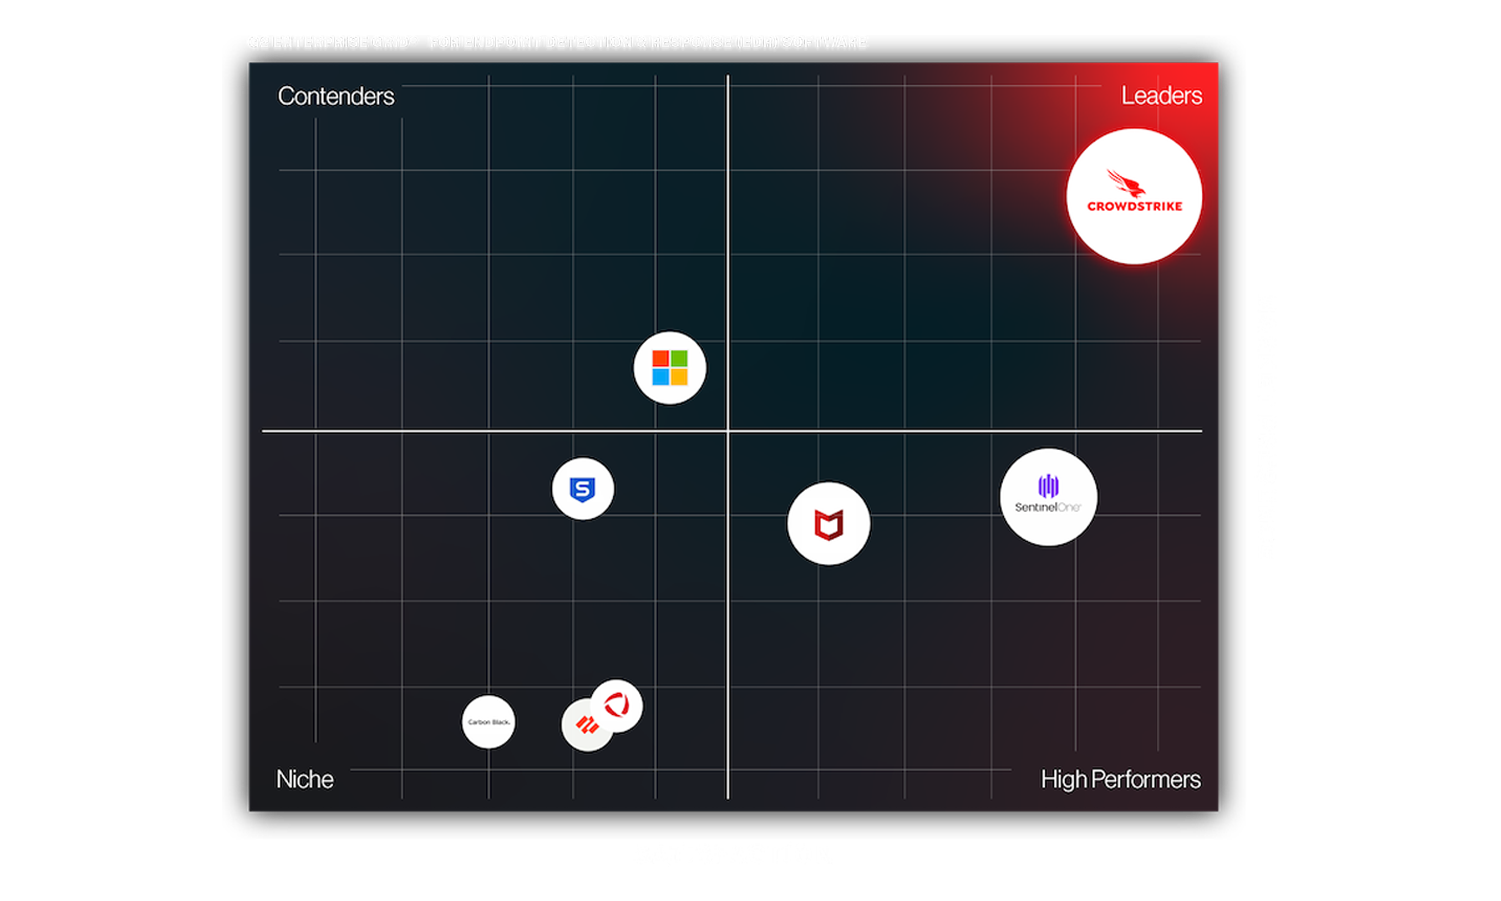 Contenders
Leaders
CROWDSTRIKE
S
SentinelOne
Carbon Black.
Niche
High Performers